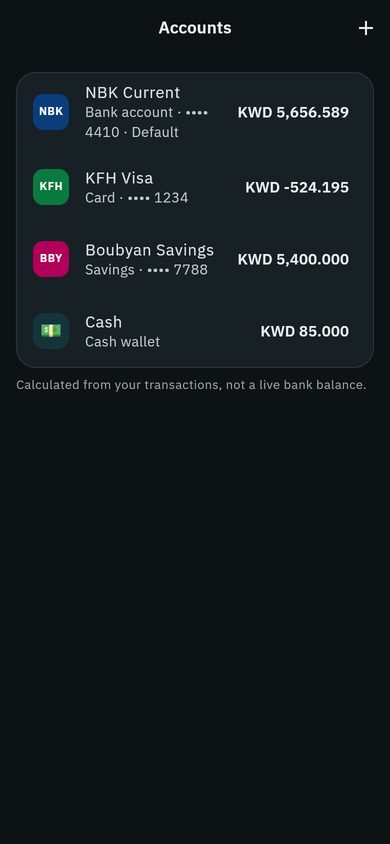 Accounts
NBK
NBK Current
Bank account · ••••
4410 · Default
KWD 5,656.589
KFH
KFH Visa
Card · •••• 1234
KWD -524.195
BBY
Boubyan Savings
Savings · •••• 7788
KWD 5,400.000
Cash
Cash wallet
KWD 85.000
Calculated from your transactions, not a live bank balance.